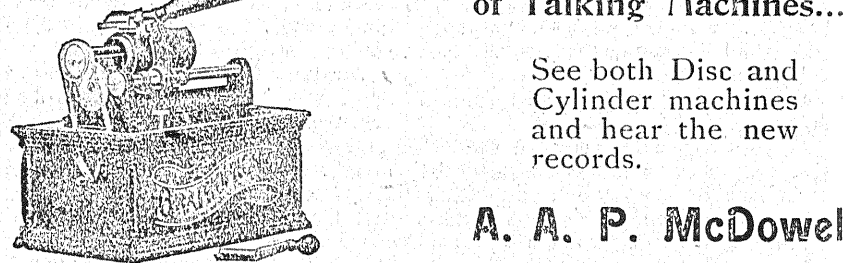 of Talking Machines...
See both Disc and
Cylinder machines
and hear the new
records.
A. A. P. McDowel